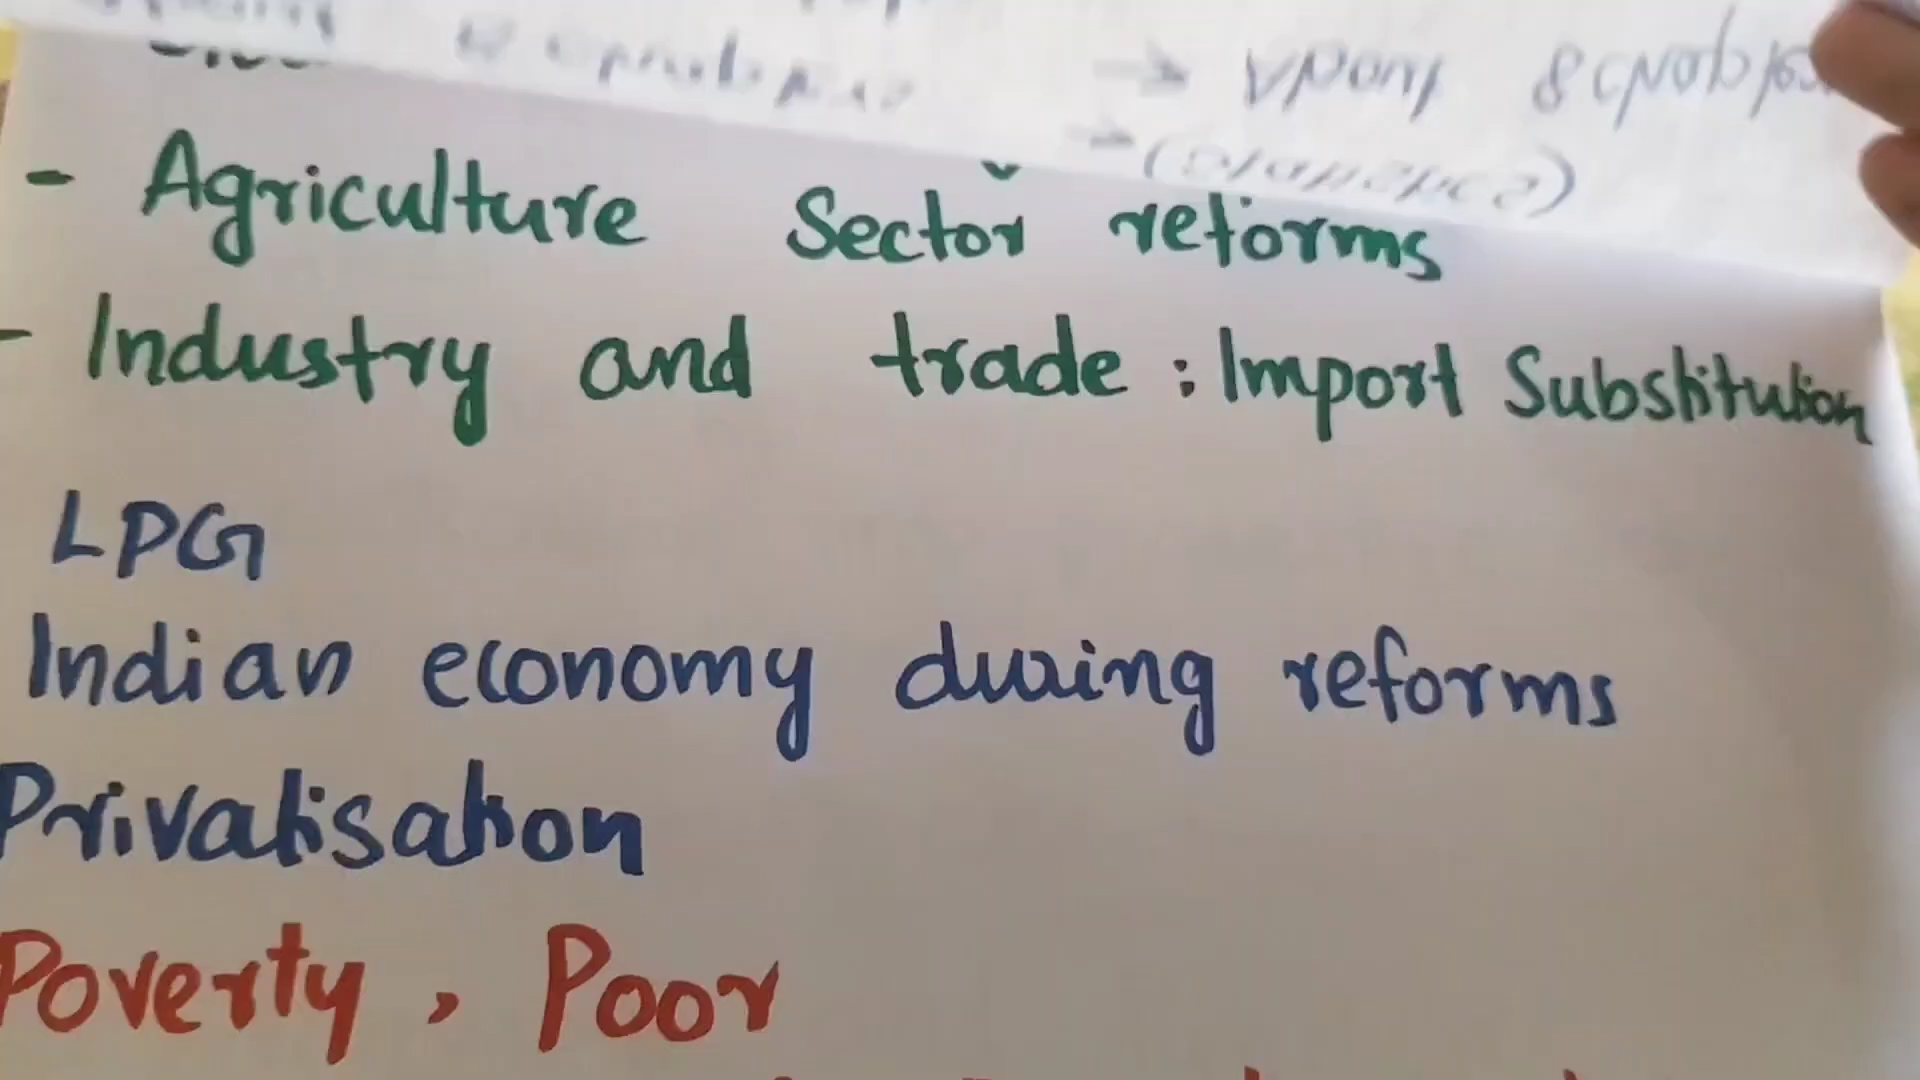 - Agriculture Sector reforms
- Industry and trade : Import Substitution
LPG
Indian economy during reforms
Privatisation
Poverty, Poor